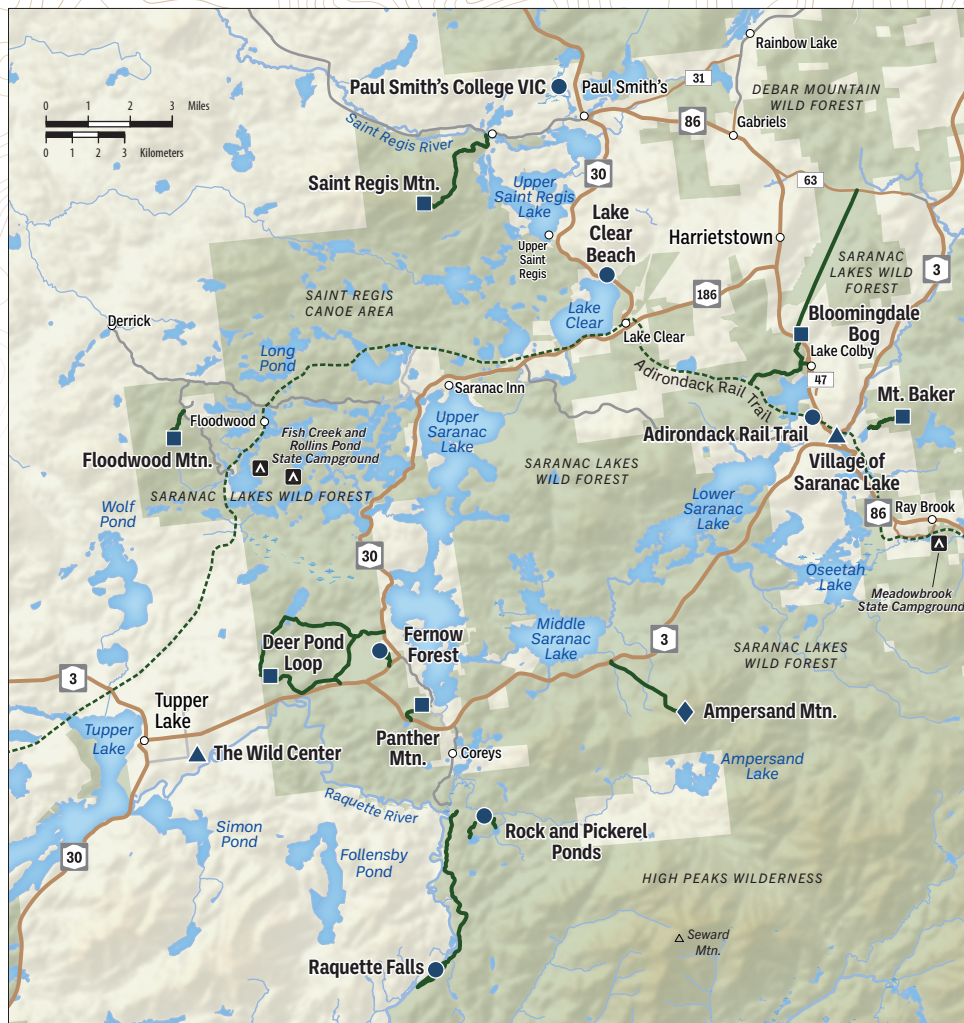 Rainbow Lake
0 1 2 3 Miles
0 1 2 3 Kilometers
Paul Smith's College VIC
Paul Smith's
31
DEBAR MOUNTAIN
WILD FOREST
86
Gabriels
Saint Regis River
30
63
Saint Regis Mtn.
Upper
Saint Regis
Lake
Lake
Clear
Beach
Upper
Saint
Regis
Harrietstown
SARANAC
LAKES WILD
FOREST
3
186
SAINT REGIS
CANOE AREA
Lake
Clear
Lake Clear
Bloomingdale
Bog
Derrick
Long
Pond
Lake Colby
47
Adirondack Rail Trail
Saranac Inn
Mt. Baker
Floodwood
Fish Creek and
Rollins Pond
State Campground
Upper
Saranac
Lake
Adirondack Rail Trail
Floodwood Mtn.
SARANAC LAKES WILD FOREST
SARANAC LAKES
WILD FOREST
Village of
Saranac Lake
Wolf
Pond
Lower
Saranac
Lake
86
Ray Brook
30
Oseetah
Lake
Meadowbrook
State Campground
Deer Pond
Loop
Fernow
Forest
Middle
Saranac
Lake
3
SARANAC LAKES
WILD FOREST
3
Tupper
Lake
Tupper
Lake
Panther
Mtn.
Ampersand Mtn.
The Wild Center
Coreys
Ampersand
Lake
Raquette River
Simon
Pond
Follensby
Pond
Rock and Pickerel
Ponds
30
HIGH PEAKS WILDERNESS
Seward
Mtn.
Raquette Falls